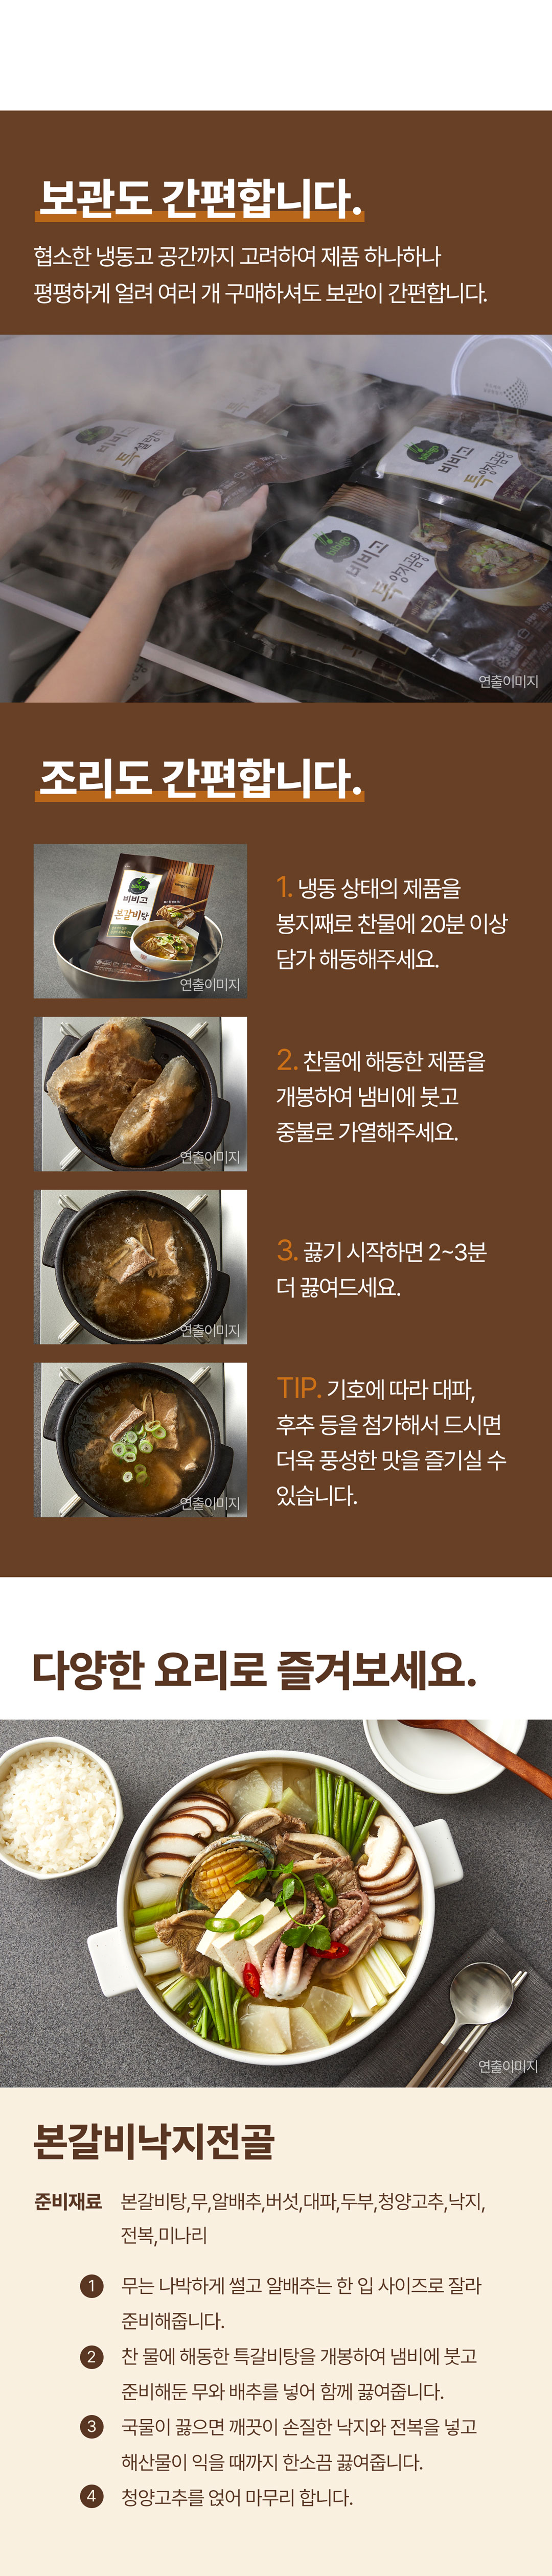 보관도 간편합니다.
협소한 냉동고 공간까지 고려하여 제품 하나하나
평평하게 얼려 여러 개 구매하셔도 보관이 간편합니다.
비비고
특
설렁탕
bibigo
비비고
특양지곰탕
bibigo
비비고
특양지곰탕
연출이미지
조리도 간편합니다.
bibigo
비비고
본갈비탕
연출이미지
1. 냉동 상태의 제품을
봉지째로 찬물에 20분 이상
담가 해동해주세요.
연출이미지
2. 찬물에 해동한 제품을
개봉하여 냄비에 붓고
중불로 가열해주세요.
연출이미지
3. 끓기 시작하면 2~3분
더 끓여드세요.
연출이미지
TIP. 기호에 따라 대파,
후추 등을 첨가해서 드시면
더욱 풍성한 맛을 즐기실 수
있습니다.
다양한 요리로 즐겨보세요.
연출이미지
본갈비낙지전골
준비재료 본갈비탕,무,알배추,버섯,대파,두부,청양고추,낙지,
전복,미나리
1 무는 나박하게 썰고 알배추는 한 입 사이즈로 잘라
준비해줍니다.
2 찬 물에 해동한 특갈비탕을 개봉하여 냄비에 붓고
준비해둔 무와 배추를 넣어 함께 끓여줍니다.
3 국물이 끓으면 깨끗이 손질한 낙지와 전복을 넣고
해산물이 익을 때까지 한소끔 끓여줍니다.
4 청양고추를 얹어 마무리 합니다.